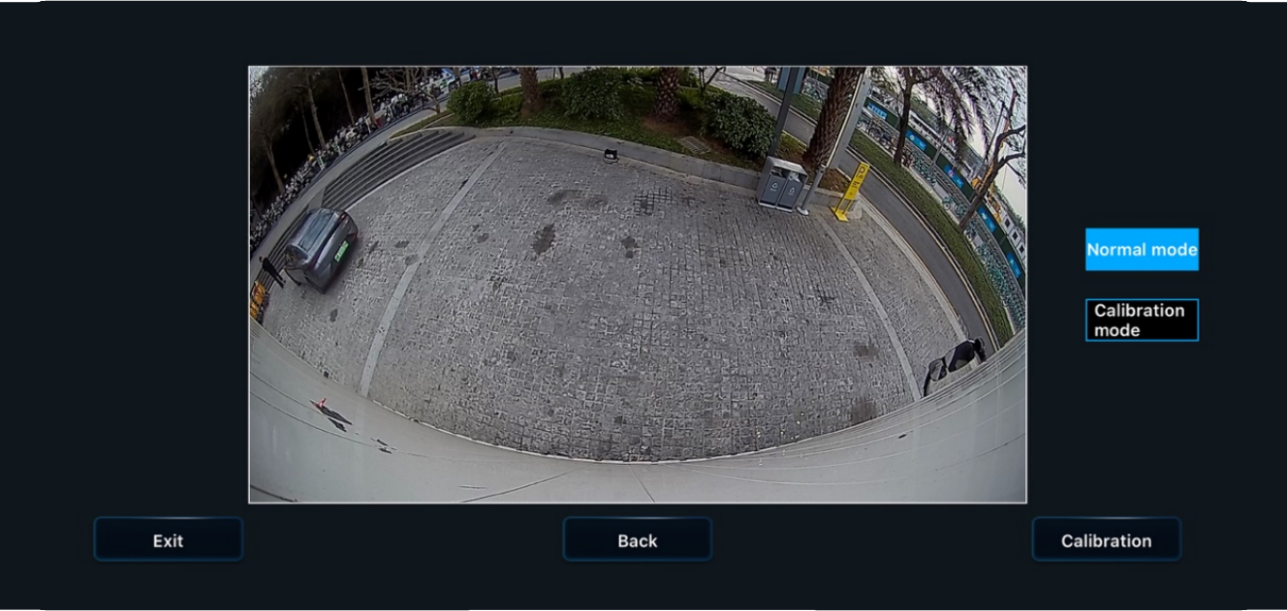 Normal mode
Calibration
mode
Exit
Back
Calibration